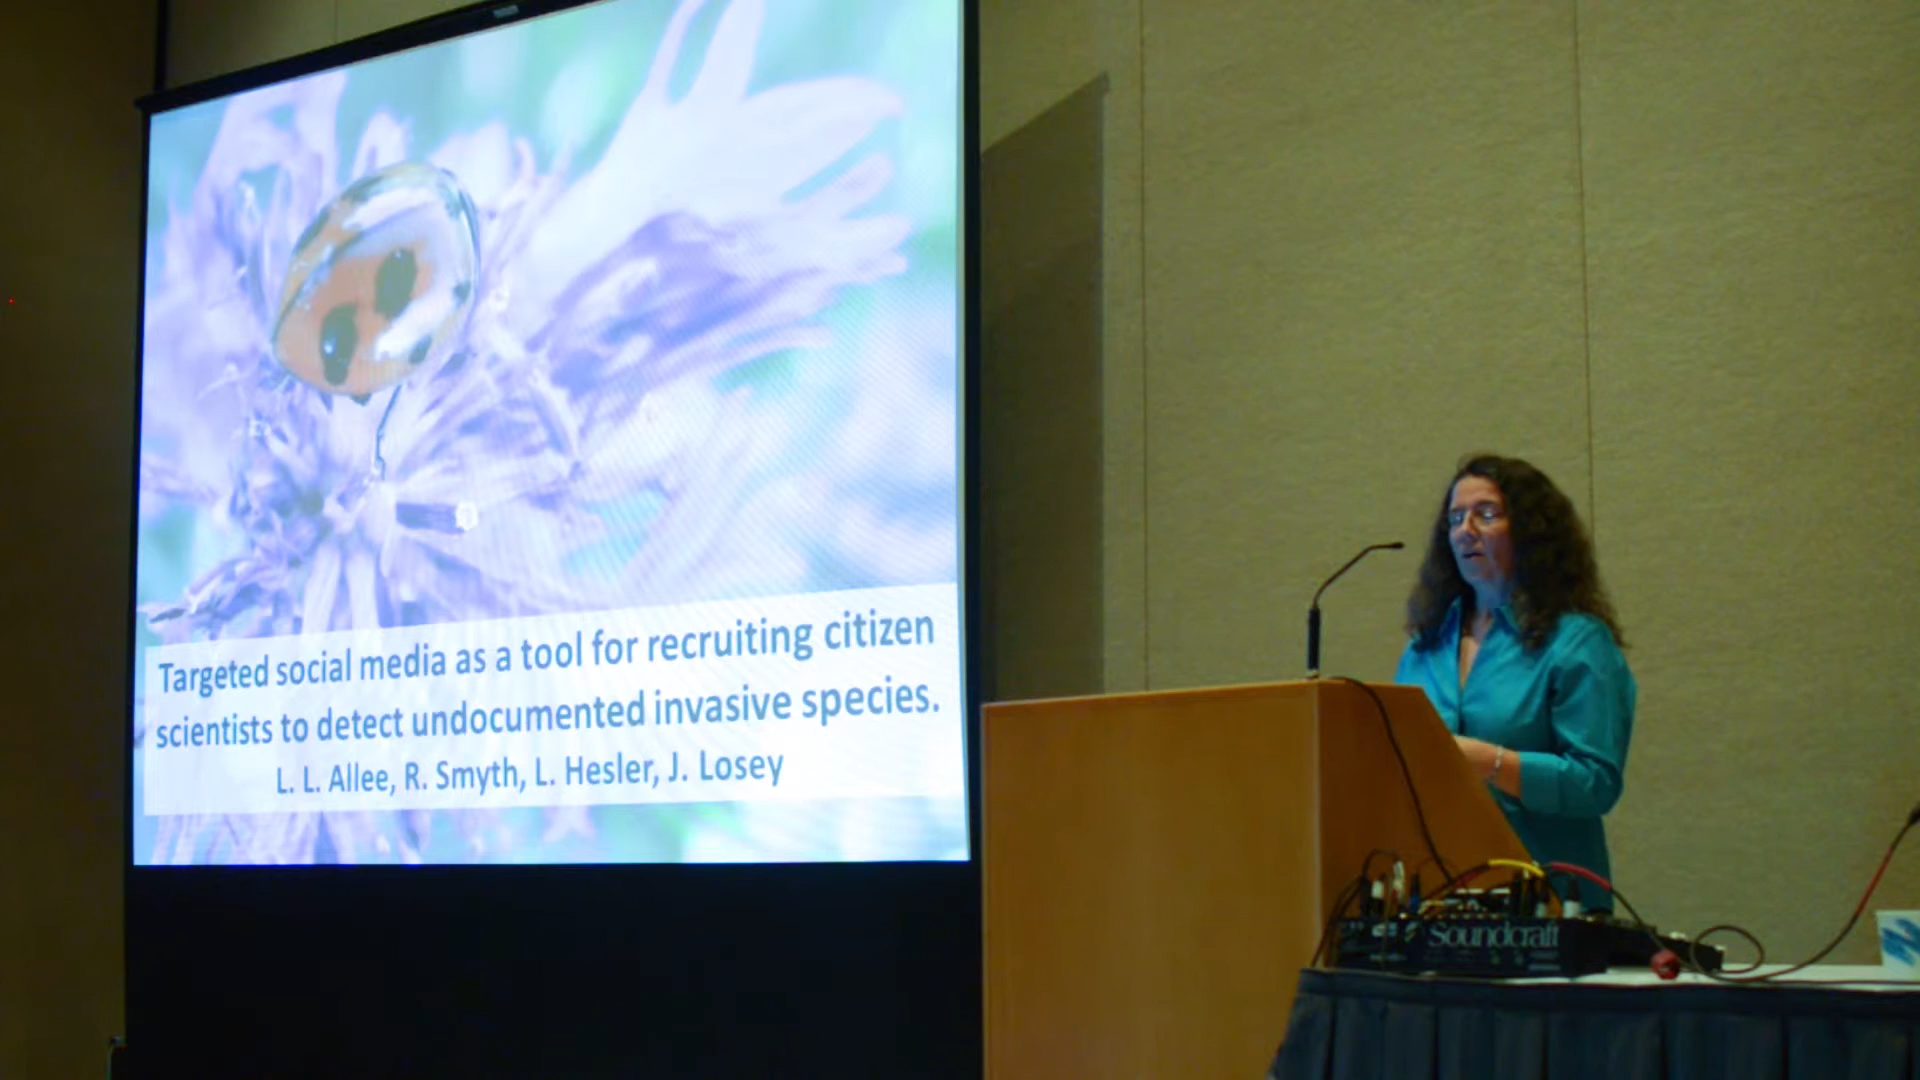 Targeted social media as a tool for recruiting citizen
scientists to detect undocumented invasive species.
L. L. Allee, R. Smyth, L. Hesler, J. Losey
Soundcraft